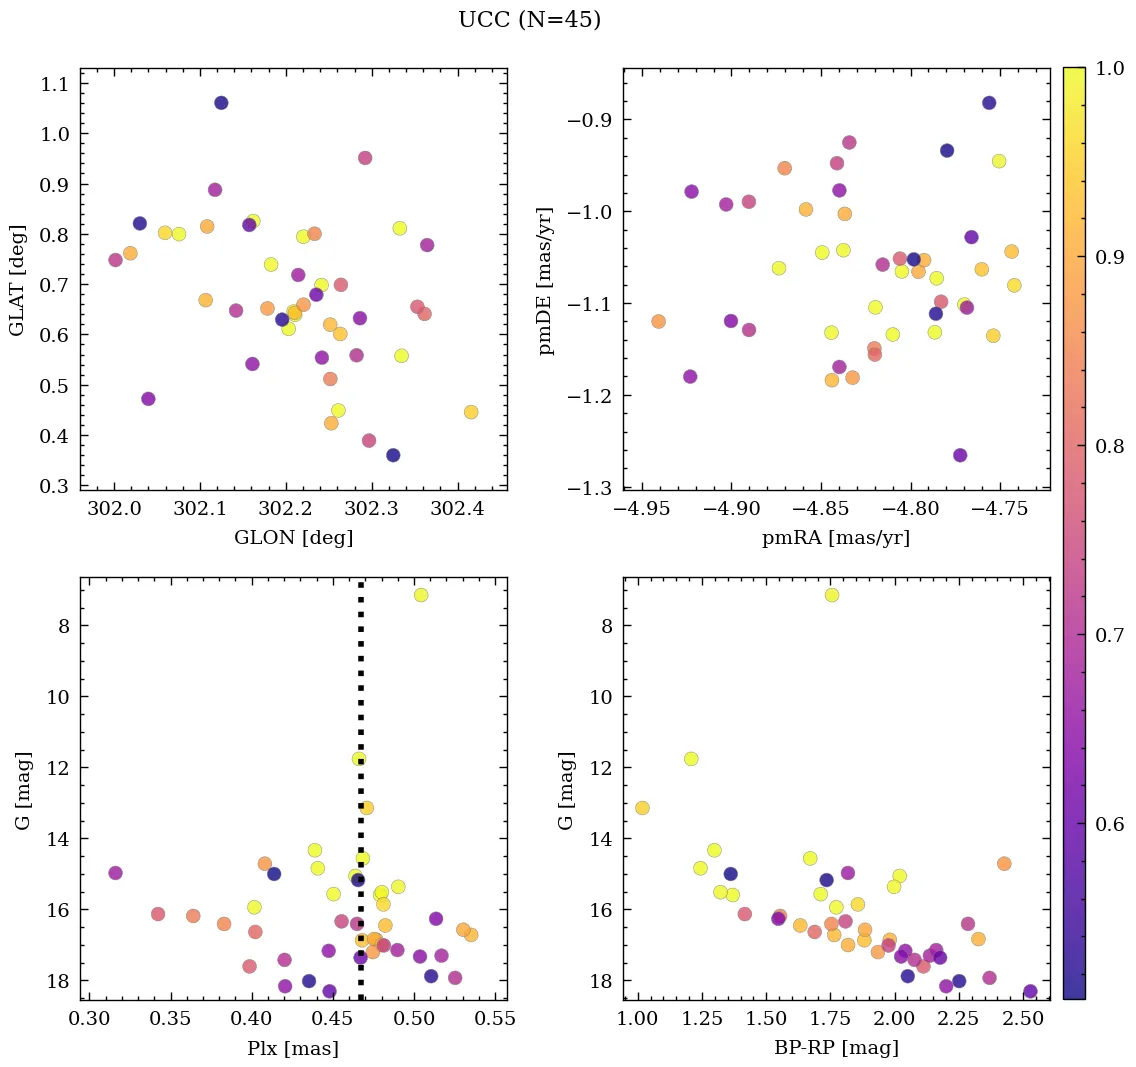 UCC (N=45)
1.1
1.0
0.9
0.8
0.7
0.6
0.5
0.4
0.3
GLAT [deg]
302.0 302.1 302.2 302.3 302.4
GLON [deg]
−0.9
−1.0
−1.1
−1.2
−1.3
pmDE [mas/yr]
−4.95 −4.90 −4.85 −4.80 −4.75
pmRA [mas/yr]
1.0
0.9
0.8
0.7
0.6
8
10
12
14
16
18
G [mag]
0.30 0.35 0.40 0.45 0.50 0.55
Plx [mas]
8
10
12
14
16
18
G [mag]
1.00 1.25 1.50 1.75 2.00 2.25 2.50
BP-RP [mag]